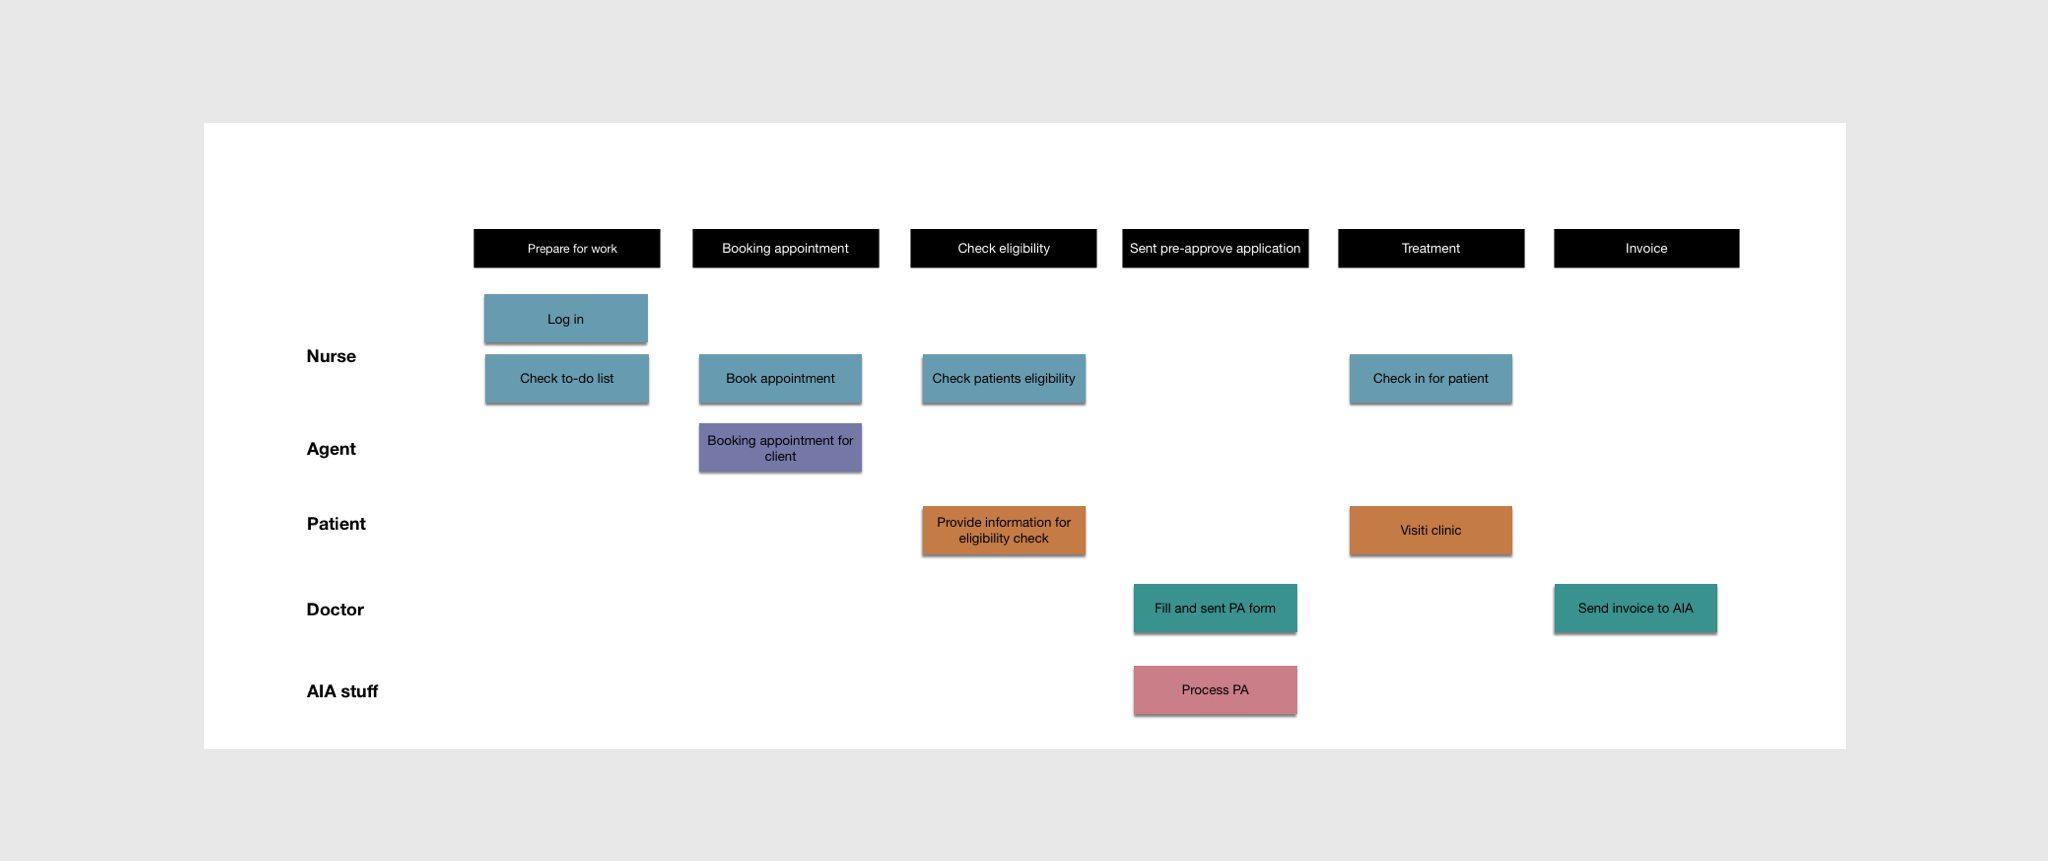 Prepare for work
Booking appointment
Check eligibility
Sent pre-approve application
Treatment
Invoice
Log in
Nurse
Check to-do list
Book appointment
Check patients eligibility
Check in for patient
Agent
Booking appointment for
client
Patient
Provide information for
eligibility check
Visiti clinic
Doctor
Fill and sent PA form
Send invoice to AIA
AIA stuff
Process PA